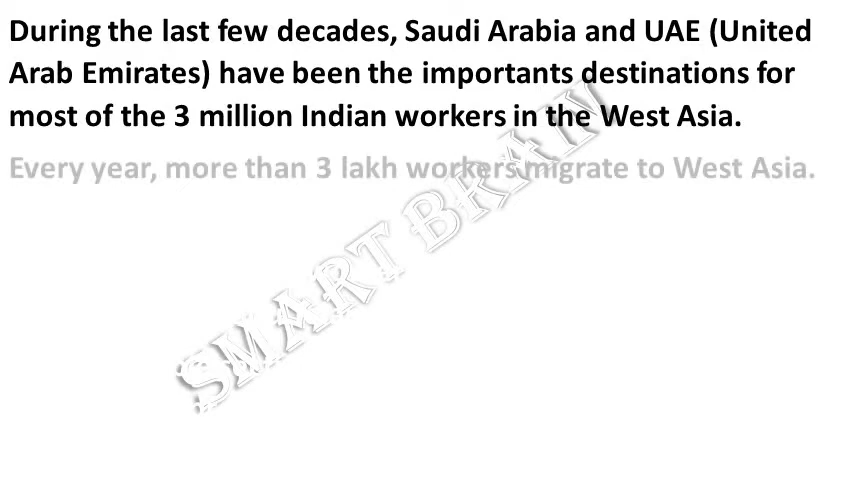 During the last few decades, Saudi Arabia and UAE (United
Arab Emirates) have been the importants destinations for
most of the 3 million Indian workers in the West Asia.
Every year, more than 3 lakh workers migrate to West Asia.
SMART BRAIN